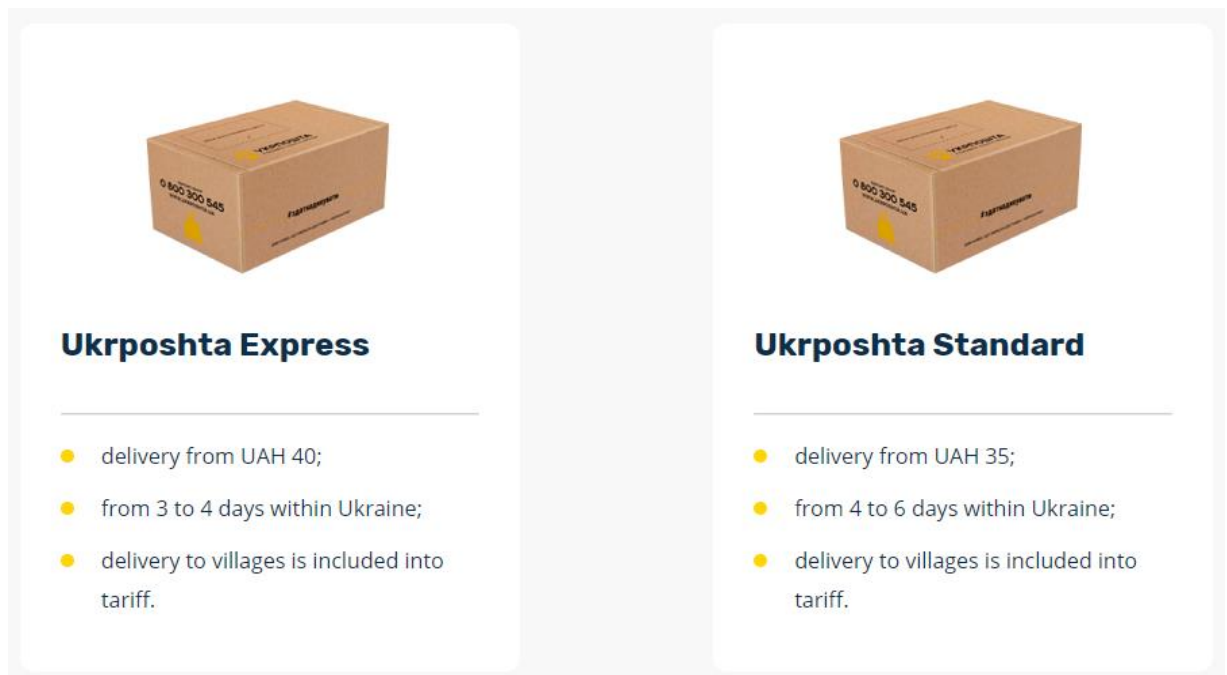 УКРПОШТА
0 800 300 545
Ukrposhta Express
delivery from UAH 40;
from 3 to 4 days within Ukraine;
delivery to villages is included into
tariff.
УКРПОШТА
0 800 300 545
Ukrposhta Standard
delivery from UAH 35;
from 4 to 6 days within Ukraine;
delivery to villages is included into
tariff.